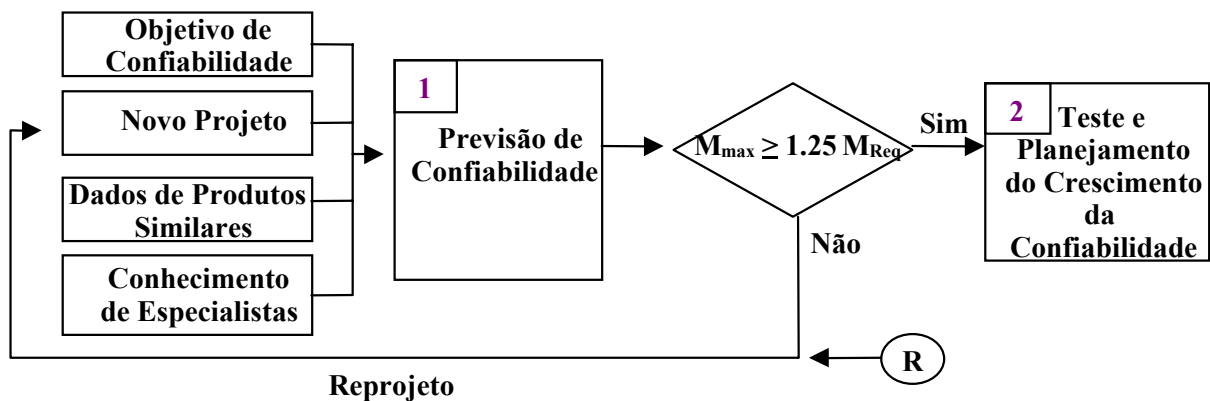 Objetivo de
Confiabilidade
Novo Projeto
Dados de Produtos
Similares
Conhecimento
de Especialistas
1
Previsão de
Confiabilidade
Mmax ≥ 1.25 MReq
Sim
Não
2
Teste e
Planejamento
do Crescimento
da
Confiabilidade
R
Reprojeto